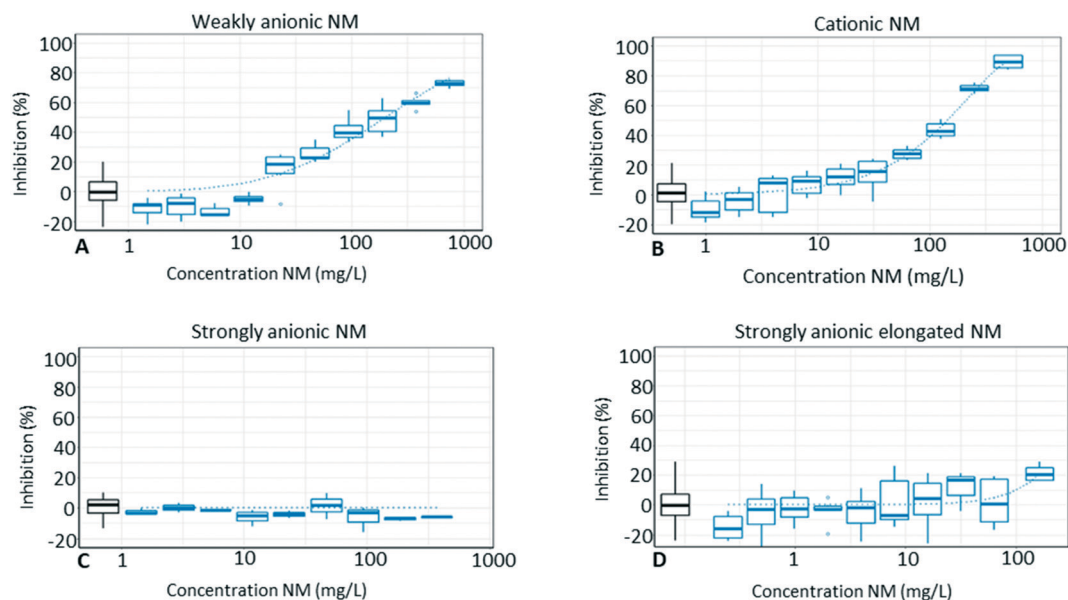 Weakly anionic NM
100
80
60
40
20
0
-20
Inhibition (%)
A
1 10 100 1000
Concentration NM (mg/L)
Cationic NM
100
80
60
40
20
0
-20
Inhibition (%)
B
1 10 100 1000
Concentration NM (mg/L)
Strongly anionic NM
100
80
60
40
20
0
-20
Inhibition (%)
C
1 10 100 1000
Concentration NM (mg/L)
Strongly anionic elongated NM
100
80
60
40
20
0
-20
Inhibition (%)
D
1 10 100
Concentration NM (mg/L)